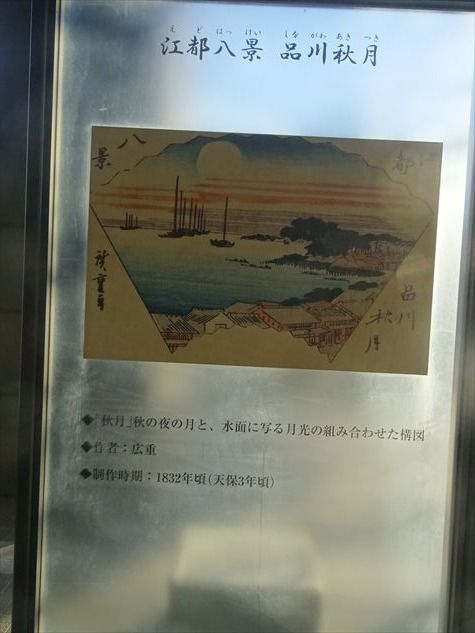 えどはっけい しながわあきつき
江都八景 品川秋月
都
八
景
品川
秋月
廣重筆
◆「秋月」秋の夜の月と、水面に写る月光の組み合わせた構図
◆作者：広重
◆制作時期：1832年頃(天保3年頃)